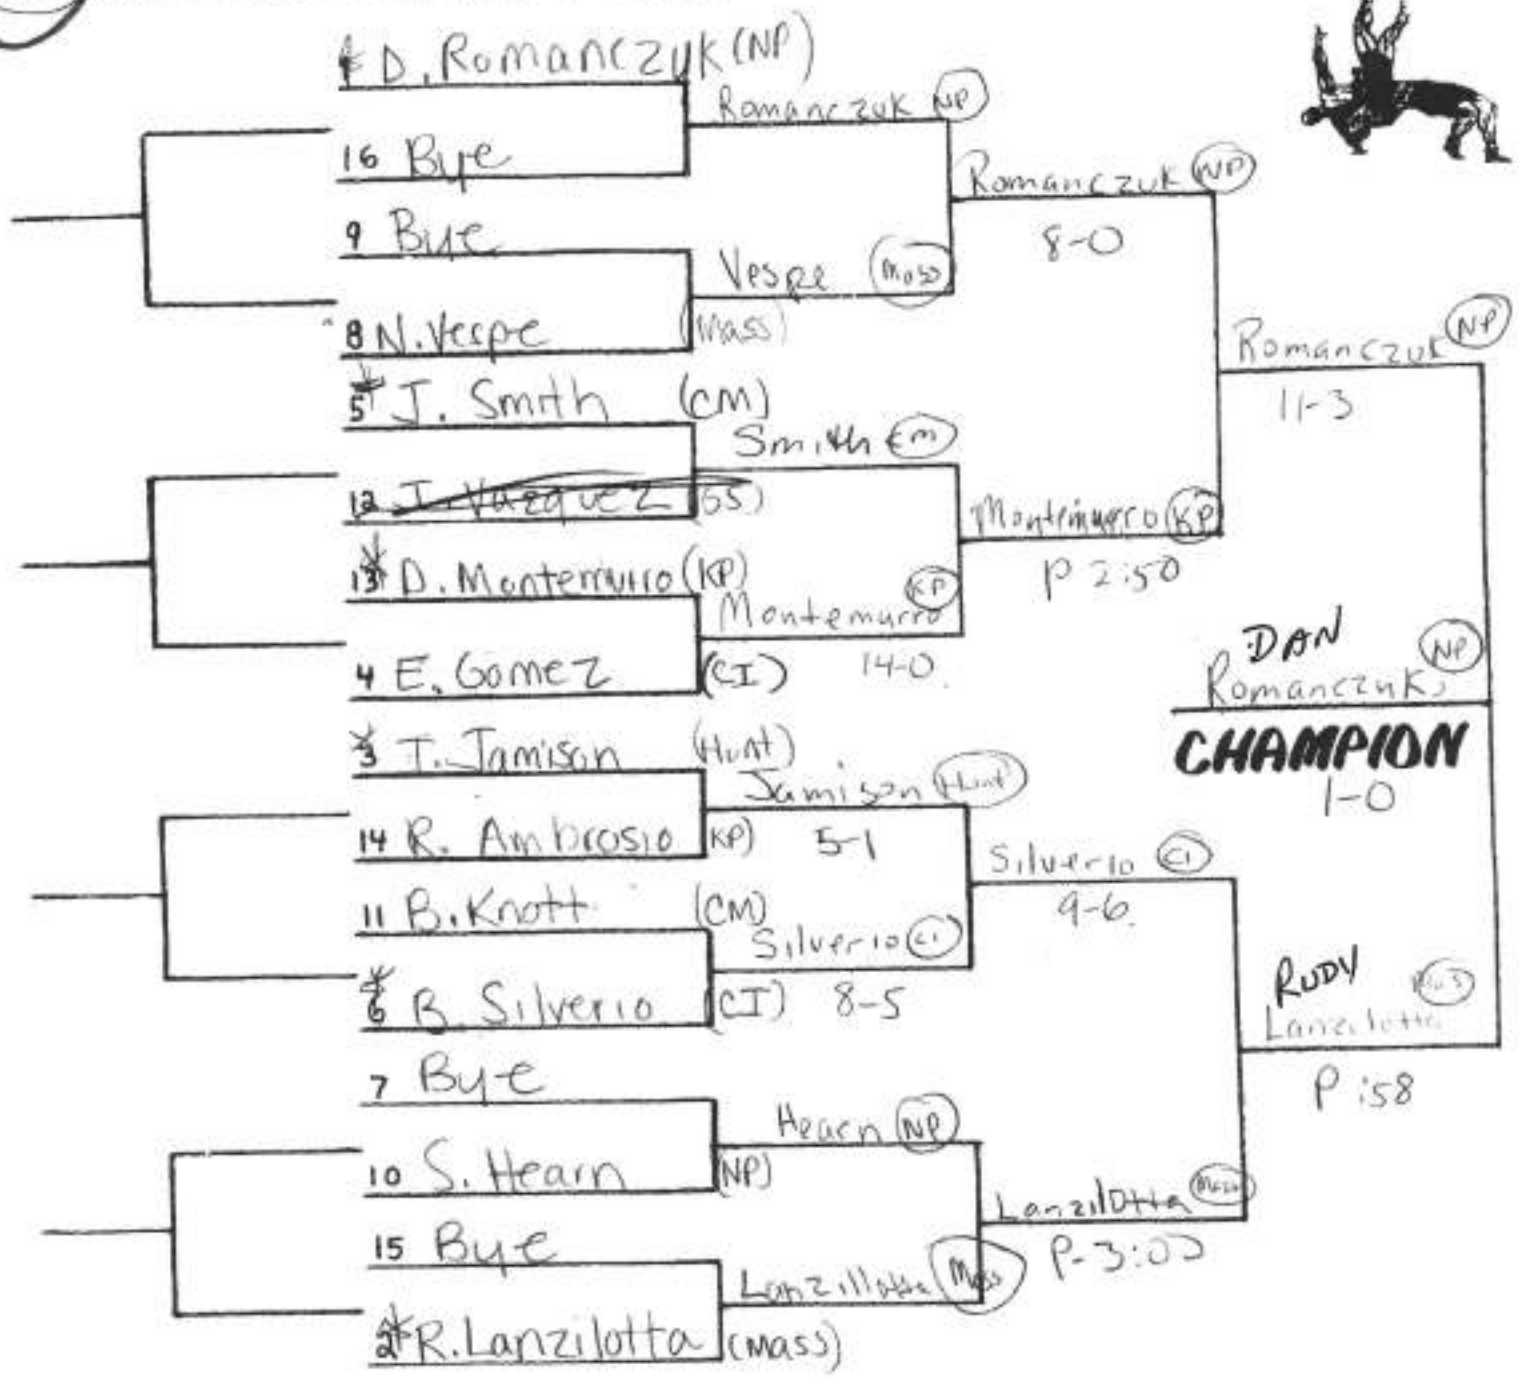 1 D. Romanczuk (NP)
Romanczuk NP
16 Bye
Romanczuk NP
8-0
9 Bye
Vespe Mass
8 N. Vespe (Mass)
Romanczuk NP
11-3
5 J. Smith (CM)
Smith CM
12 J. Vazquez (GS)
Montemurro KP
P 2:50
13 D. Montemurro (KP)
Montemurro KP
14-0
4 E. Gomez (CI)
DAN
Romanczuk NP
CHAMPION
1-0
3 T. Jamison (Hunt)
Jamison Hunt
5-1
14 R. Ambrosio (KP)
Silverio CI
9-6
11 B. Knott (CM)
Silverio CI
8-5
6 B. Silverio (CI)
RUDY
Lanzilotta
P :58
7 Bye
Hearn NP
10 S. Hearn (NP)
Lanzilotta Mass
P-3:00
15 Bye
Lanzillotta Mass
2 R. Lanzilotta (Mass)